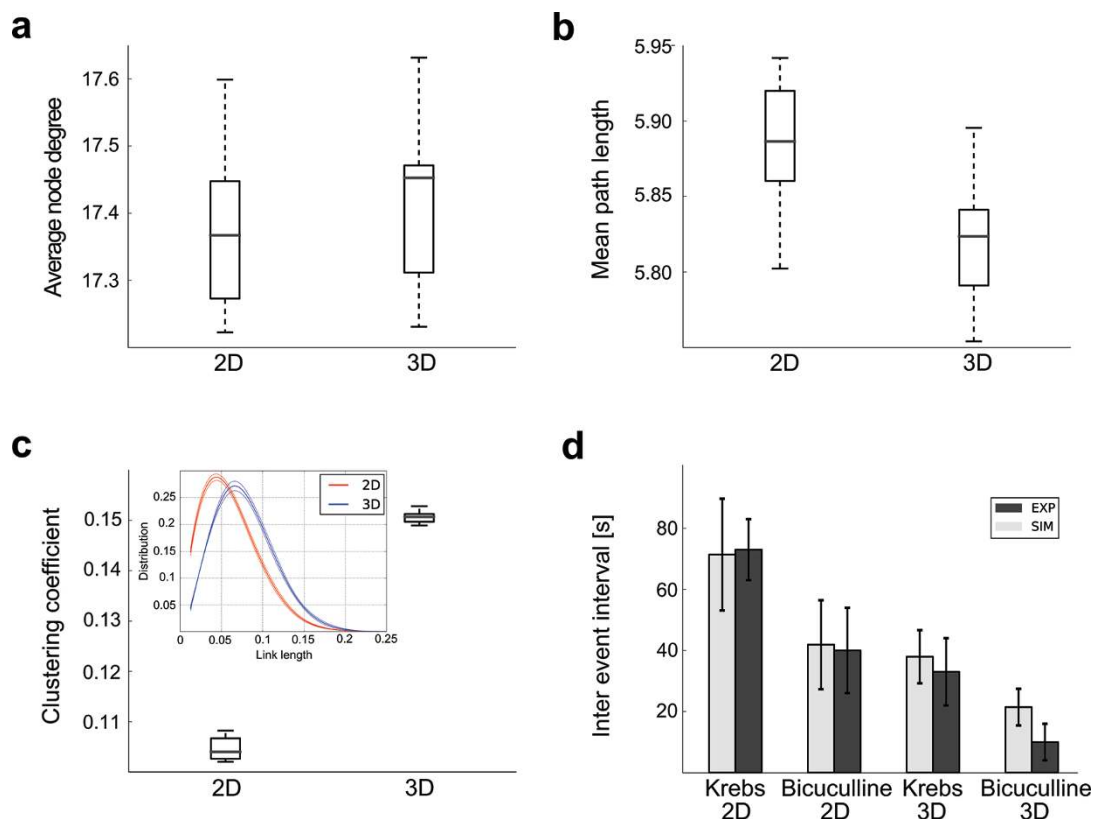 a
Average node degree
17.6
17.5
17.4
17.3
2D 3D
b
Mean path length
5.95
5.90
5.85
5.80
2D 3D
c
Clustering coefficient
0.15
0.14
0.13
0.12
0.11
2D 3D
Distribution
0.25
0.20
0.15
0.10
0.05
0 0.05 0.1 0.15 0.2 0.25
Link length
2D
3D
d
Inter event interval [s]
80
60
40
20
EXP
SIM
Krebs Bicuculline Krebs Bicuculline
2D 2D 3D 3D